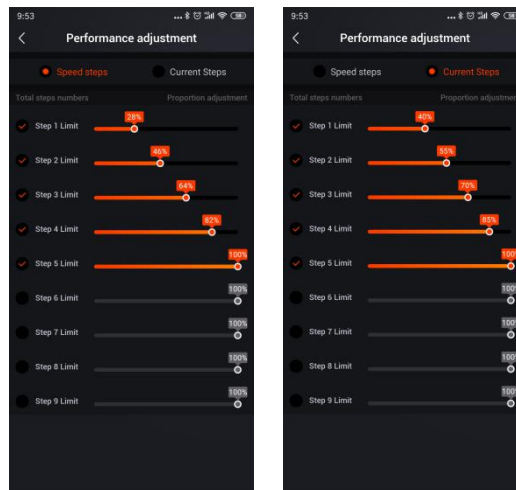 9:53
58
Performance adjustment
Speed steps
Current Steps
Total steps numbers
Proportion adjustment
28%
Step 1 Limit
46%
Step 2 Limit
64%
Step 3 Limit
82%
Step 4 Limit
100%
Step 5 Limit
100%
Step 6 Limit
100%
Step 7 Limit
100%
Step 8 Limit
100%
Step 9 Limit
9:53
Performance adjustment
Speed steps
Current Steps
Total steps numbers
Proportion adjustmen
40%
Step 1 Limit
55%
Step 2 Limit
70%
Step 3 Limit
85%
Step 4 Limit
100
Step 5 Limit
100
Step 6 Limit
100
Step 7 Limit
100
Step 8 Limit
100
Step 9 Limit